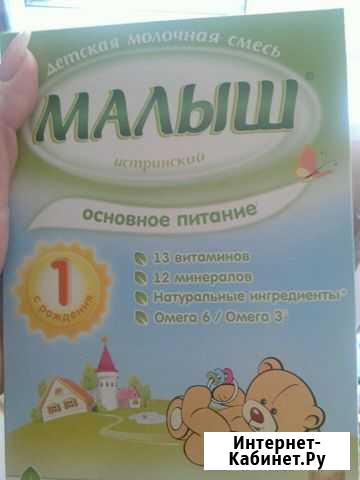 детская молочная смесь
МАЛЫШ®
истринский
основное питание
1
с рождения
13 витаминов
12 минералов
Натуральные ингредиенты*
Омега 6 / Омега 3
Интернет-
Кабинет.Ру